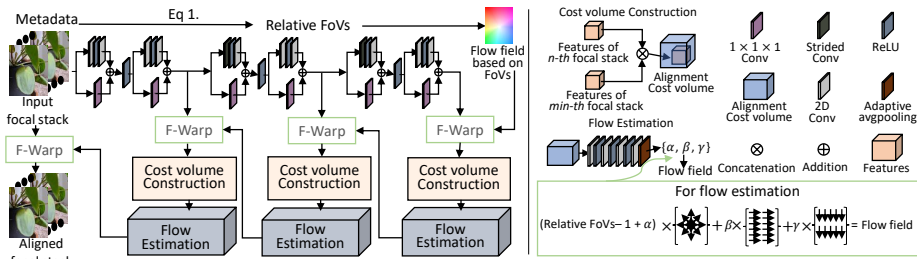 Metadata
Eq 1.
Relative FoVs
Flow field
based on
FoVs
Input
focal stack
F-Warp
F-Warp
F-Warp
F-Warp
Cost volume
Construction
Cost volume
Construction
Cost volume
Construction
Flow
Estimation
Flow
Estimation
Flow
Estimation
Aligned
Cost volume Construction
Features of
n-th focal stack
Features of
min-th focal stack
Alignment
Cost volume
Flow Estimation
{α, β, γ}
Flow field
1 × 1 × 1
Conv
Strided
Conv
ReLU
Alignment
Cost volume
2D
Conv
Adaptive
avgpooling
Concatenation
Addition
Features
For flow estimation
(Relative FoVs− 1 + α) × [ ] + β× [ ] + γ × [ ] = Flow field